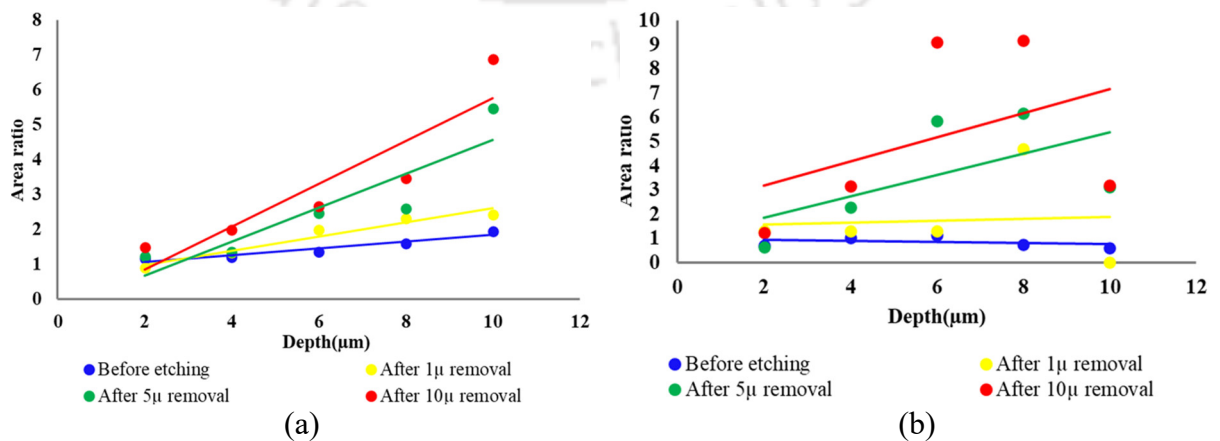 8
7
6
5
4
3
2
1
0
Area ratio
0 2 4 6 8 10 12
Depth(µm)
Before etching After 1µ removal
After 5µ removal After 10µ removal
(a)
10
9
8
7
6
5
4
3
2
1
0
Area ratio
0 2 4 6 8 10 12
Depth(µm)
Before etching After 1µ removal
After 5µ removal After 10µ removal
(b)